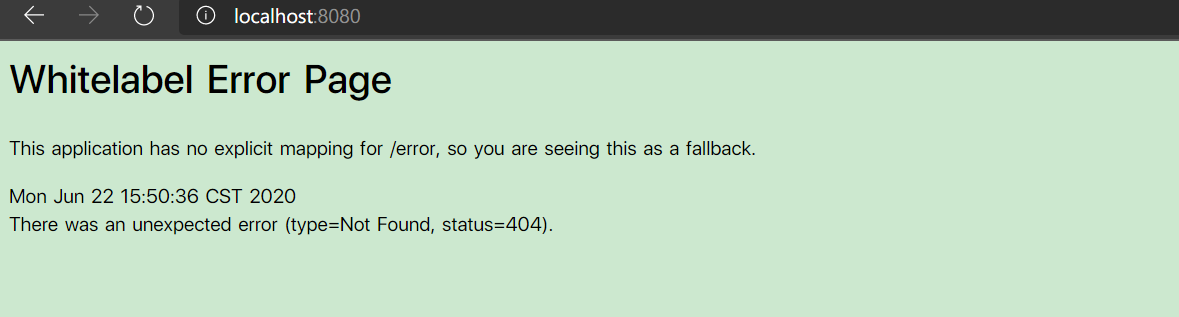 localhost:8080
Whitelabel Error Page
This application has no explicit mapping for /error, so you are seeing this as a fallback.
Mon Jun 22 15:50:36 CST 2020
There was an unexpected error (type=Not Found, status=404).